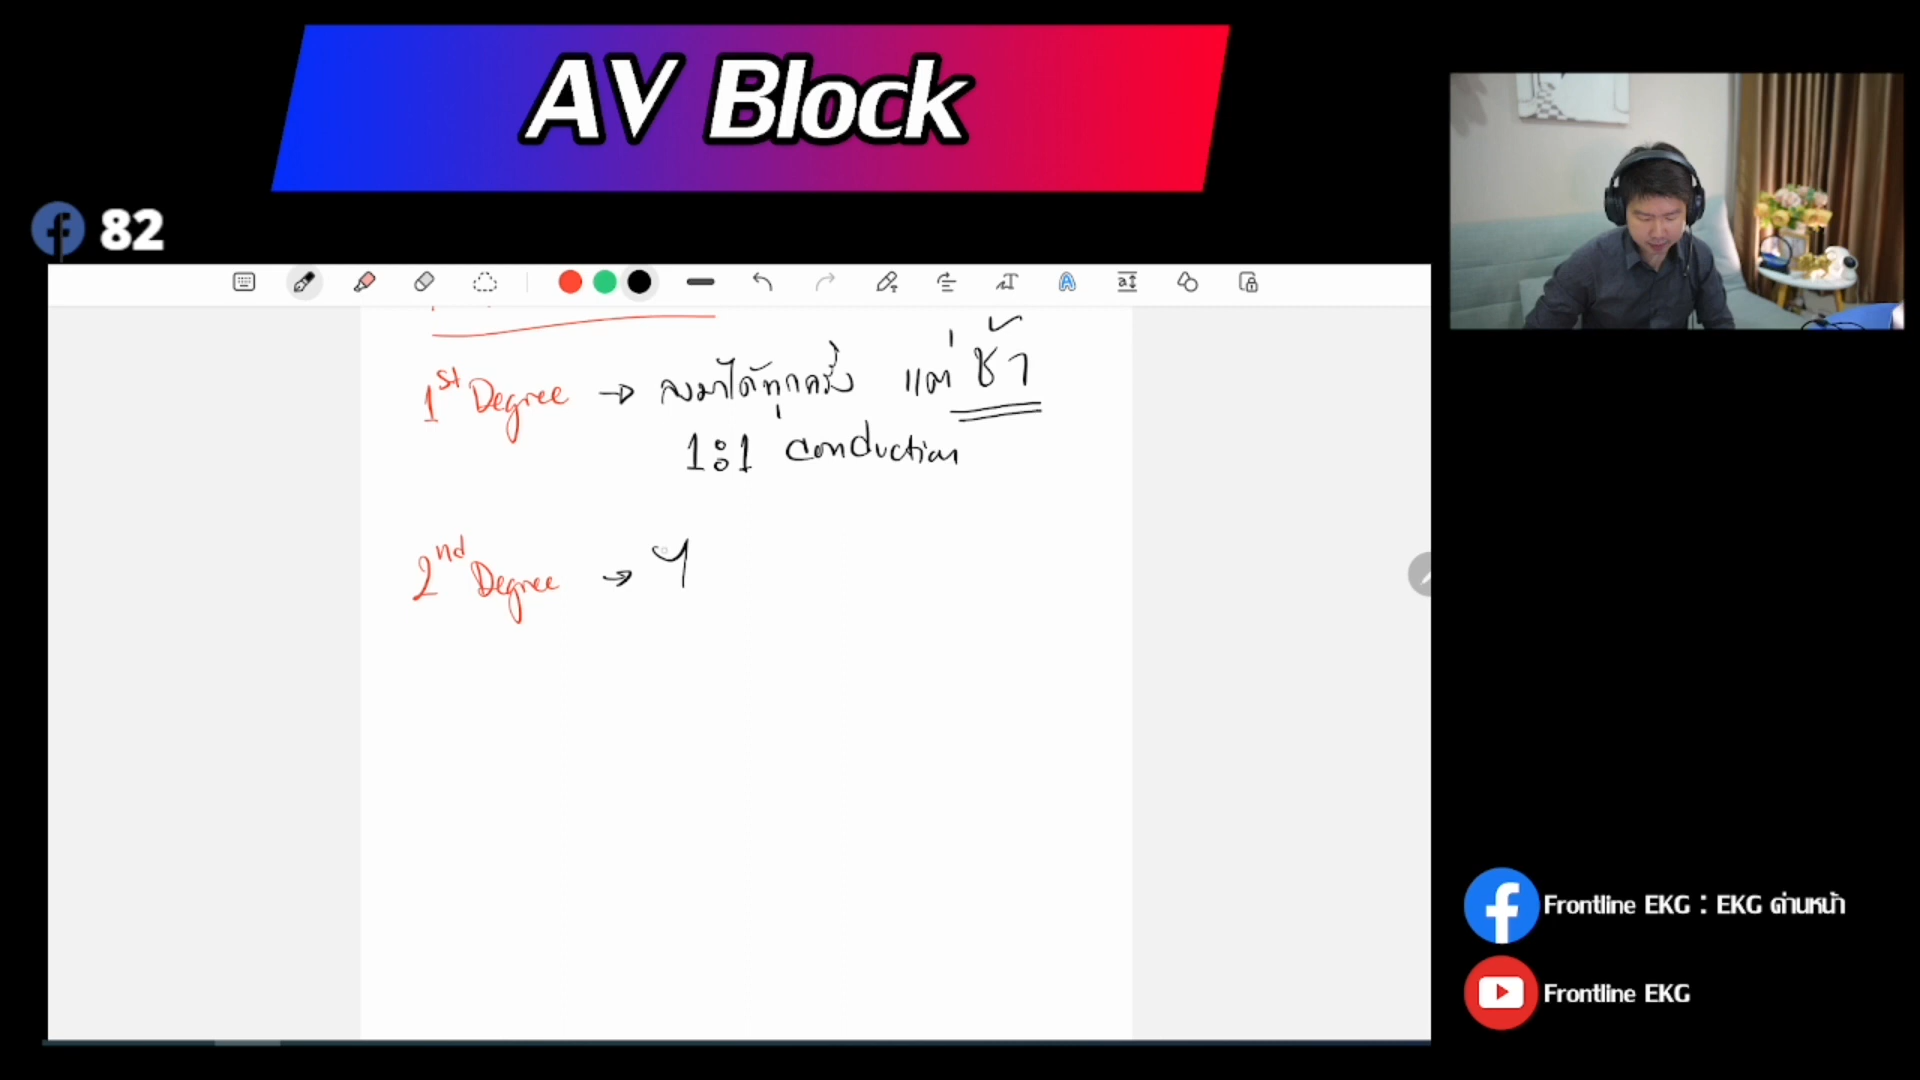 AV Block
82
1st Degree → ลงมาได้ทุกครั้ง แต่ ช้า
1:1 conduction
2nd Degree →
Frontline EKG : EKG ด่านหน้า
Frontline EKG